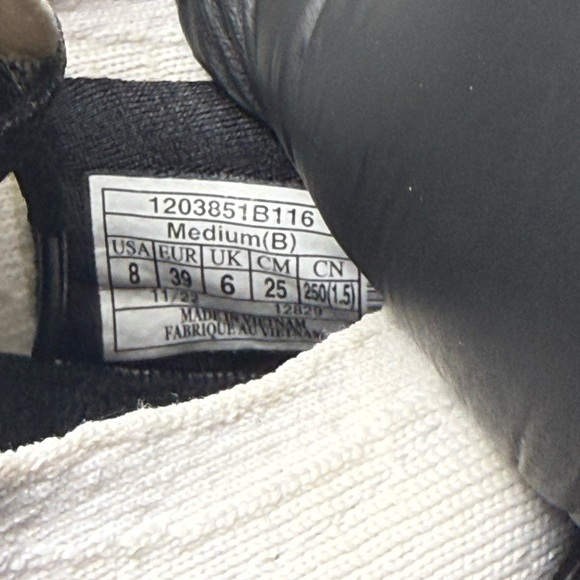 1203851B116
Medium(B)
USA EUR UK CM CN
8 39 6 25 250(1.5)
11/22 12829
MADE IN VIETNAM
FABRIQUE AU VIETNAM